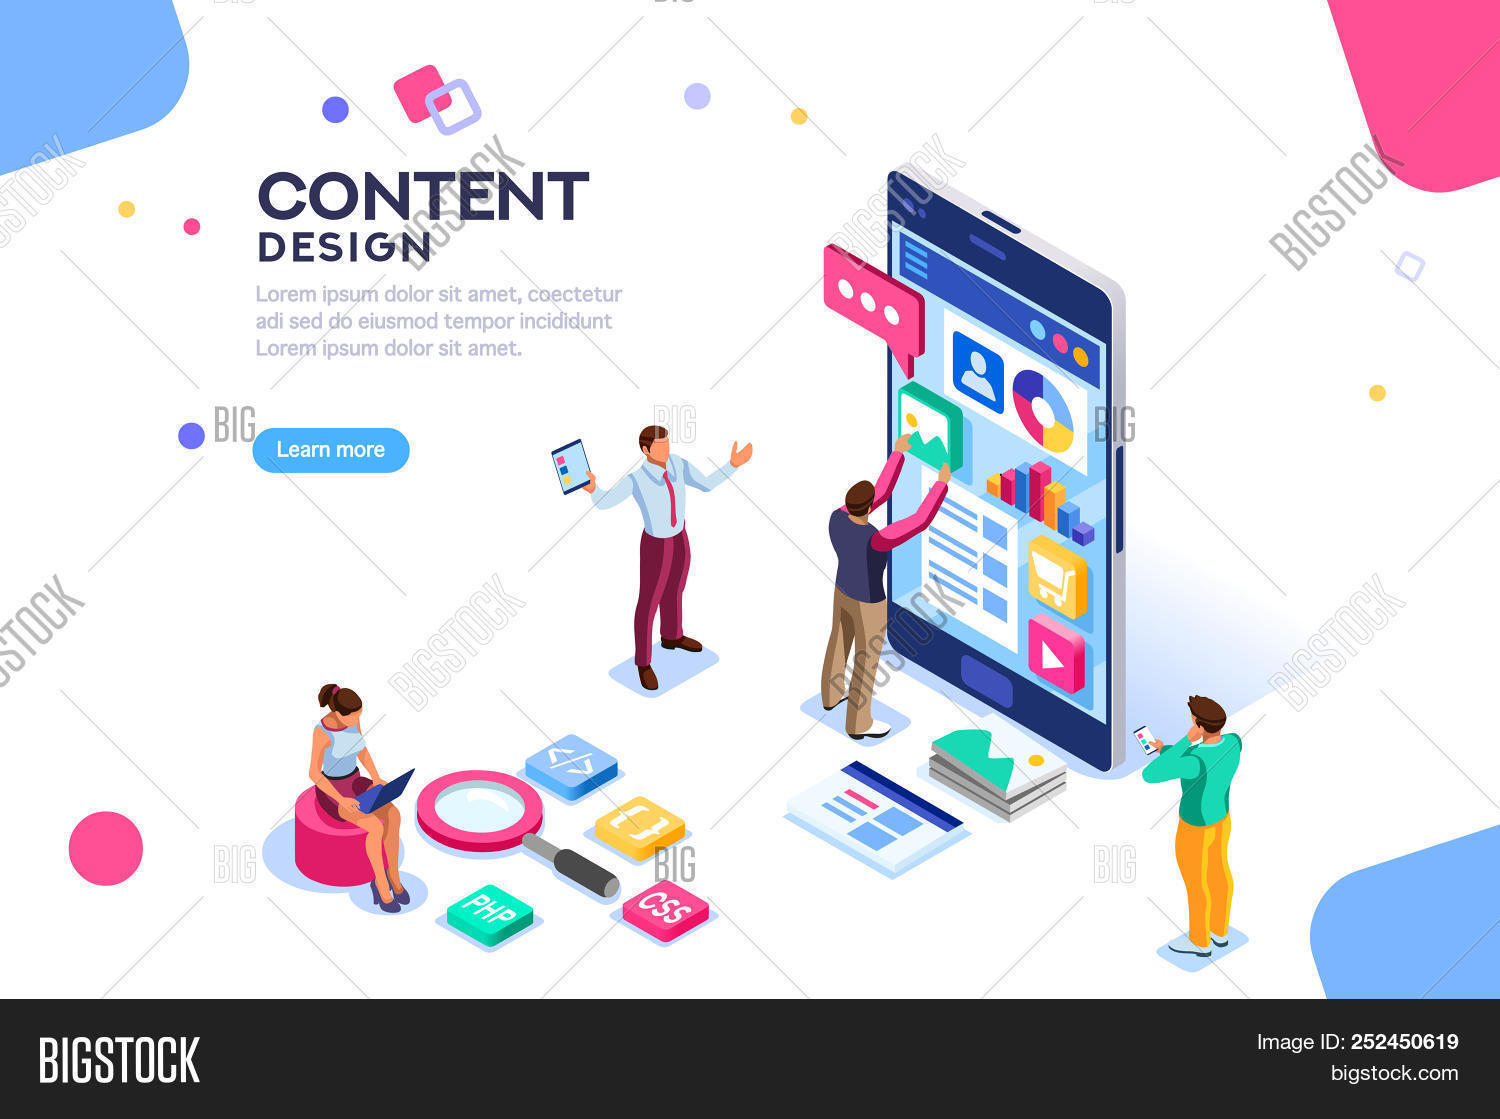 CONTENT
DESIGN
Lorem ipsum dolor sit amet, coectetur
adi sed do eiusmod tempor incididunt
Lorem ipsum dolor sit amet.
Learn more
PHP
CSS
BIGSTOCK
Image ID: 252450619
bigstock.com